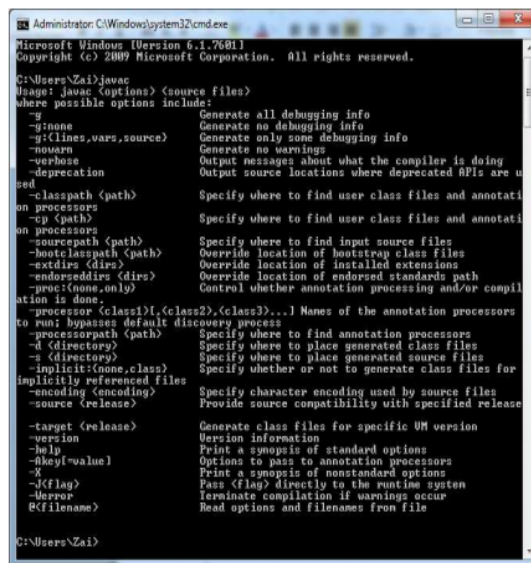 Administrator: C:\Windows\system32\cmd.exe
Microsoft Windows [Version 6.1.7601]
Copyright (c) 2009 Microsoft Corporation.  All rights reserved.
C:\Users\Zai>javac
Usage: javac <options> <source files>
where possible options include:
-g Generate all debugging info
-g:none Generate no debugging info
-g:{lines,vars,source} Generate only some debugging info
-nowarn Generate no warnings
-verbose Output messages about what the compiler is doing
-deprecation Output source locations where deprecated APIs are u
sed
-classpath <path> Specify where to find user class files and annotati
on processors
-cp <path> Specify where to find user class files and annotati
on processors
-sourcepath <path> Specify where to find input source files
-bootclasspath <path> Override location of bootstrap class files
-extdirs <dirs> Override location of installed extensions
-endorseddirs <dirs> Override location of endorsed standards path
-proc:{none,only} Control whether annotation processing and/or compil
ation is done.
-processor <class1>[,<class2>,<class3>...] Names of the annotation processors
to run; bypasses default discovery process
-processorpath <path> Specify where to find annotation processors
-d <directory> Specify where to place generated class files
-s <directory> Specify where to place generated source files
-implicit:{none,class} Specify whether or not to generate class files for
implicitly referenced files
-encoding <encoding> Specify character encoding used by source files
-source <release> Provide source compatibility with specified release
-target <release> Generate class files for specific VM version
-version Version information
-help Print a synopsis of standard options
-Akey[=value] Options to pass to annotation processors
-X Print a synopsis of nonstandard options
-J<flag> Pass <flag> directly to the runtime system
-Werror Terminate compilation if warnings occur
@<filename> Read options and filenames from file
C:\Users\Zai>